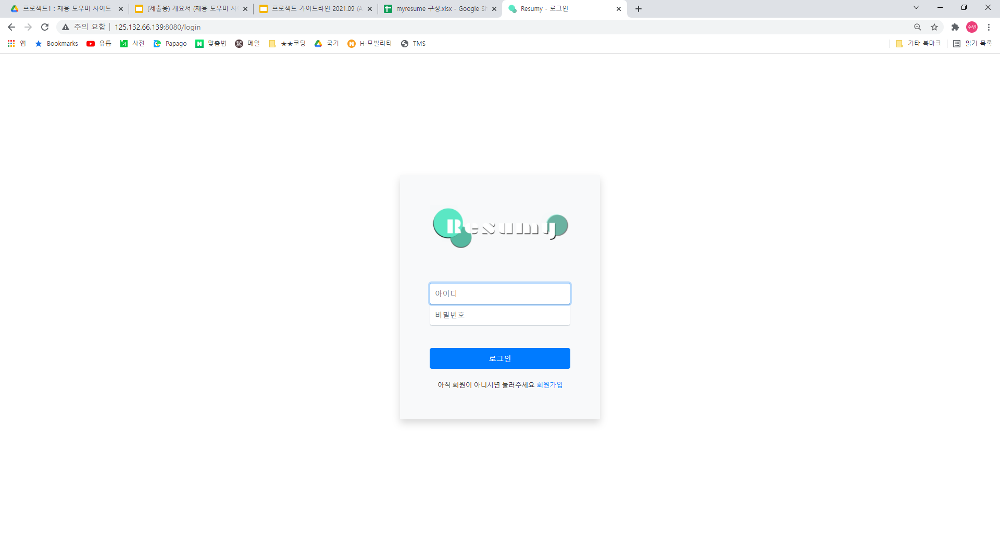 프로젝트1 : 채용 도우미 사이트
(제출용) 개요서 (채용 도우미 사
프로젝트 가이드라인 2021.09 (A
myresume 구성.xlsx - Google Sh
Resumy - 로그인
주의 요함 125.132.66.139:8080/login
수빈
앱 Bookmarks 유튭 사전 Papago 맞춤법 메일 ★★코딩 국기 H-모빌리티 TMS 기타 북마크 읽기 목록
Resumy
아이디
비밀번호
로그인
아직 회원이 아니시면 눌러주세요 회원가입